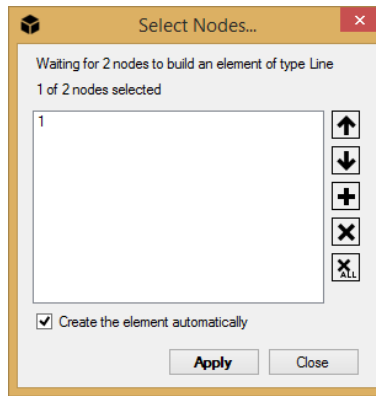 Select Nodes...
Waiting for 2 nodes to build an element of type Line
1 of 2 nodes selected
1
ALL
Create the element automatically
Apply Close